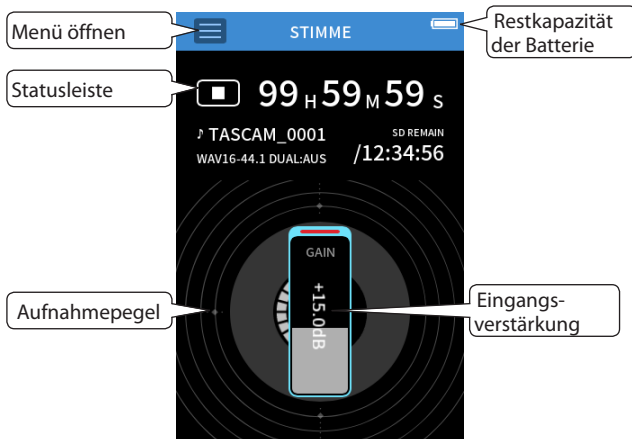 Menü öffnen
STIMME
Restkapazität
der Batterie
Statusleiste
99 H 59 M 59 S
♪ TASCAM_0001
SD REMAIN
WAV16-44.1 DUAL:AUS
/12:34:56
GAIN
+15.0dB
Aufnahmepegel
Eingangs-
verstärkung